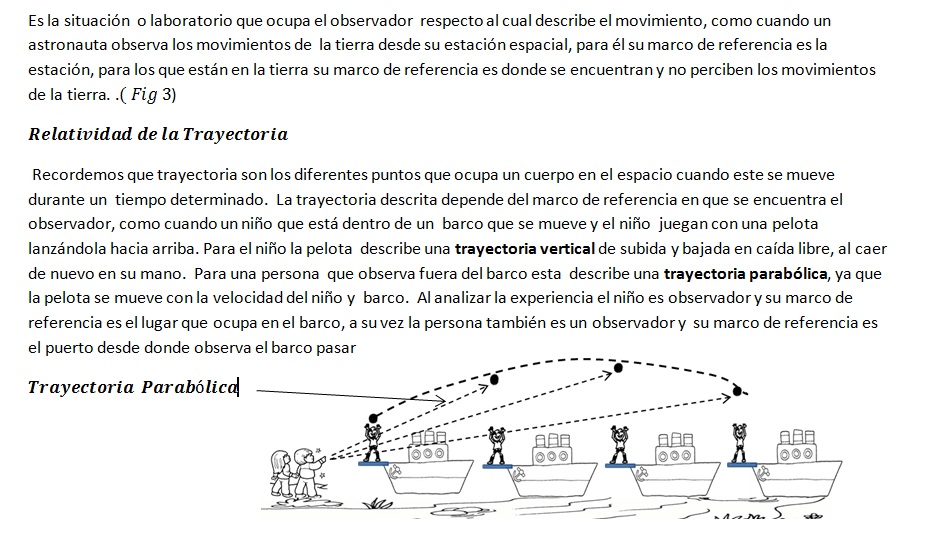 Es la situación o laboratorio que ocupa el observador respecto al cual describe el movimiento, como cuando un
astronauta observa los movimientos de la tierra desde su estación espacial, para él su marco de referencia es la
estación, para los que están en la tierra su marco de referencia es donde se encuentran y no perciben los movimientos
de la tierra. .( Fig 3)
Relatividad de la Trayectoria
Recordemos que trayectoria son los diferentes puntos que ocupa un cuerpo en el espacio cuando este se mueve
durante un tiempo determinado. La trayectoria descrita depende del marco de referencia en que se encuentra el
observador, como cuando un niño que está dentro de un barco que se mueve y el niño juegan con una pelota
lanzándola hacia arriba. Para el niño la pelota describe una trayectoria vertical de subida y bajada en caída libre, al caer
de nuevo en su mano. Para una persona que observa fuera del barco esta describe una trayectoria parabólica, ya que
la pelota se mueve con la velocidad del niño y barco. Al analizar la experiencia el niño es observador y su marco de
referencia es el lugar que ocupa en el barco, a su vez la persona también es un observador y su marco de referencia es
el puerto desde donde observa el barco pasar
Trayectoria Parabólica